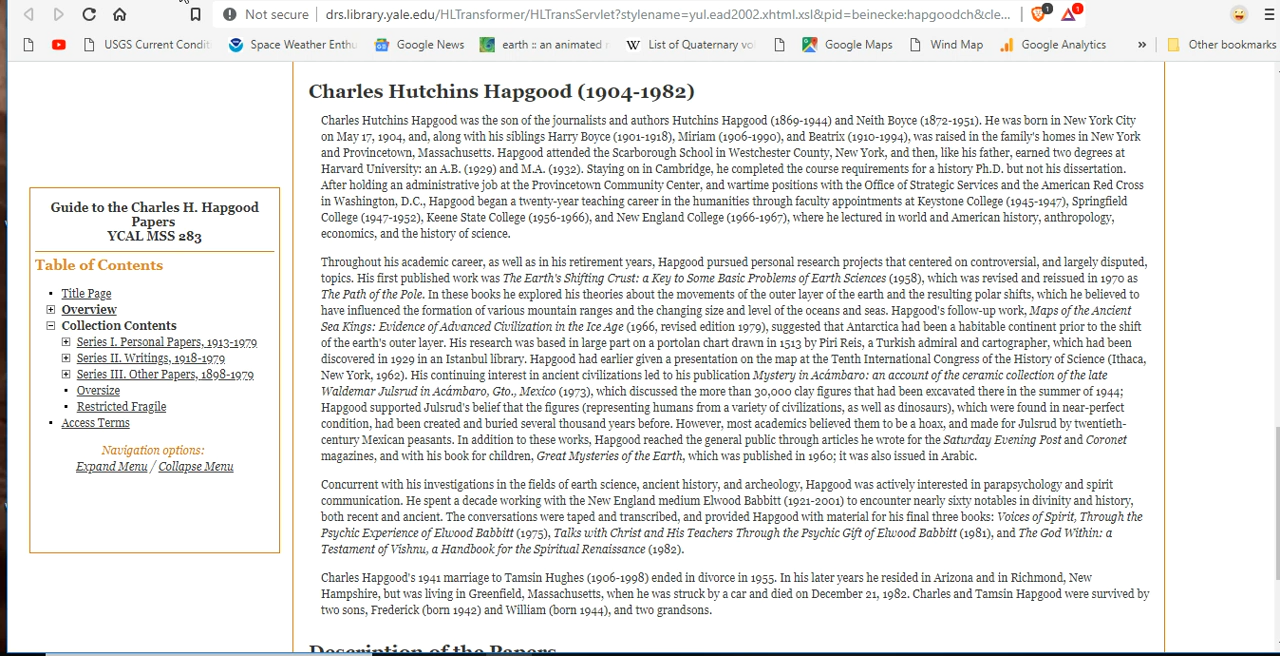 Not secure | drs.library.yale.edu/HLTransformer/HLTransServlet?stylename=yul.ead2002.xhtml.xsl&pid=beinecke:hapgoodch&cle...
1
1
USGS Current Condit
Space Weather Enthu
Google News
earth :: an animated
List of Quaternary vo
Google Maps
Wind Map
Google Analytics
»
Other bookmarks
Guide to the Charles H. Hapgood
Papers
YCAL MSS 283
Table of Contents
Title Page
Overview
Collection Contents
Series I. Personal Papers, 1913-1979
Series II. Writings, 1918-1979
Series III. Other Papers, 1898-1979
Oversize
Restricted Fragile
Access Terms
Navigation options:
Expand Menu / Collapse Menu
Charles Hutchins Hapgood (1904-1982)
Charles Hutchins Hapgood was the son of the journalists and authors Hutchins Hapgood (1869-1944) and Neith Boyce (1872-1951). He was born in New York City
on May 17, 1904, and, along with his siblings Harry Boyce (1901-1918), Miriam (1906-1990), and Beatrix (1910-1994), was raised in the family's homes in New York
and Provincetown, Massachusetts. Hapgood attended the Scarborough School in Westchester County, New York, and then, like his father, earned two degrees at
Harvard University: an A.B. (1929) and M.A. (1932). Staying on in Cambridge, he completed the course requirements for a history Ph.D. but not his dissertation.
After holding an administrative job at the Provincetown Community Center, and wartime positions with the Office of Strategic Services and the American Red Cross
in Washington, D.C., Hapgood began a twenty-year teaching career in the humanities through faculty appointments at Keystone College (1945-1947), Springfield
College (1947-1952), Keene State College (1956-1966), and New England College (1966-1967), where he lectured in world and American history, anthropology,
economics, and the history of science.
Throughout his academic career, as well as in his retirement years, Hapgood pursued personal research projects that centered on controversial, and largely disputed,
topics. His first published work was The Earth's Shifting Crust: a Key to Some Basic Problems of Earth Sciences (1958), which was revised and reissued in 1970 as
The Path of the Pole. In these books he explored his theories about the movements of the outer layer of the earth and the resulting polar shifts, which he believed to
have influenced the formation of various mountain ranges and the changing size and level of the oceans and seas. Hapgood's follow-up work, Maps of the Ancient
Sea Kings: Evidence of Advanced Civilization in the Ice Age (1966, revised edition 1979), suggested that Antarctica had been a habitable continent prior to the shift
of the earth's outer layer. His research was based in large part on a portolan chart drawn in 1513 by Piri Reis, a Turkish admiral and cartographer, which had been
discovered in 1929 in an Istanbul library. Hapgood had earlier given a presentation on the map at the Tenth International Congress of the History of Science (Ithaca,
New York, 1962). His continuing interest in ancient civilizations led to his publication Mystery in Acámbaro: an account of the ceramic collection of the late
Waldemar Julsrud in Acámbaro, Gto., Mexico (1973), which discussed the more than 30,000 clay figures that had been excavated there in the summer of 1944;
Hapgood supported Julsrud's belief that the figures (representing humans from a variety of civilizations, as well as dinosaurs), which were found in near-perfect
condition, had been created and buried several thousand years before. However, most academics believed them to be a hoax, and made for Julsrud by twentieth-
century Mexican peasants. In addition to these works, Hapgood reached the general public through articles he wrote for the Saturday Evening Post and Coronet
magazines, and with his book for children, Great Mysteries of the Earth, which was published in 1960; it was also issued in Arabic.
Concurrent with his investigations in the fields of earth science, ancient history, and archeology, Hapgood was actively interested in parapsychology and spirit
communication. He spent a decade working with the New England medium Elwood Babbitt (1921-2001) to encounter nearly sixty notables in divinity and history,
both recent and ancient. The conversations were taped and transcribed, and provided Hapgood with material for his final three books: Voices of Spirit, Through the
Psychic Experience of Elwood Babbitt (1975), Talks with Christ and His Teachers Through the Psychic Gift of Elwood Babbitt (1981), and The God Within: a
Testament of Vishnu, a Handbook for the Spiritual Renaissance (1982).
Charles Hapgood's 1941 marriage to Tamsin Hughes (1906-1998) ended in divorce in 1955. In his later years he resided in Arizona and in Richmond, New
Hampshire, but was living in Greenfield, Massachusetts, when he was struck by a car and died on December 21, 1982. Charles and Tamsin Hapgood were survived by
two sons, Frederick (born 1942) and William (born 1944), and two grandsons.
Description of the Papers